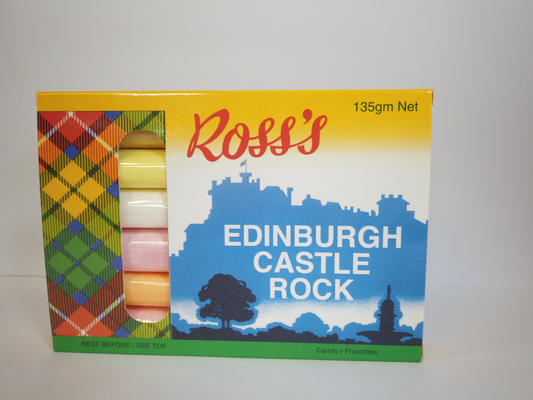 135gm Net
Ross's
EDINBURGH
CASTLE
ROCK
BEST BEFORE - SEE TOP
Candy / Friandise